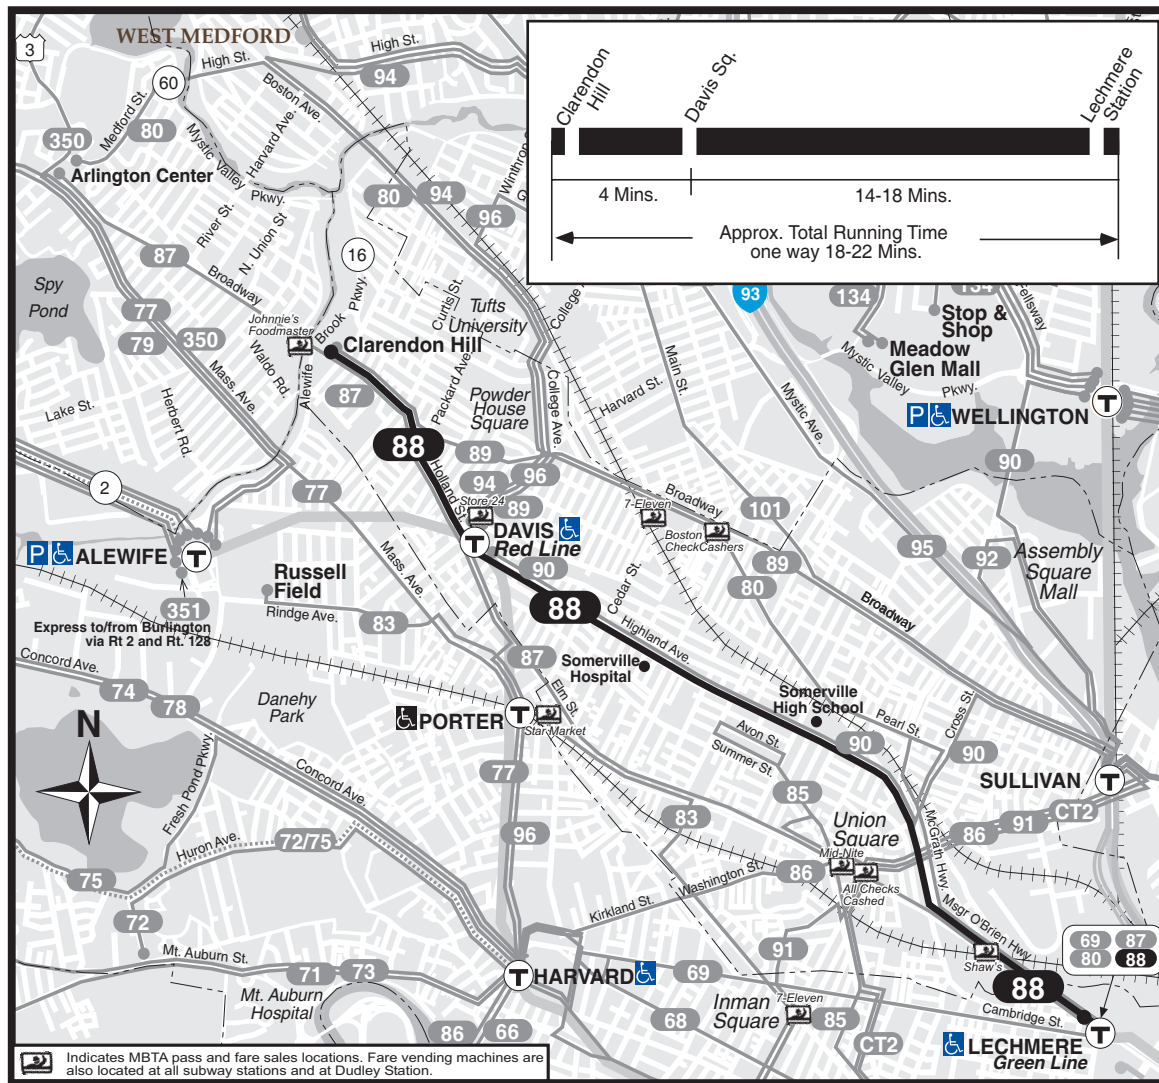 WEST MEDFORD
3
High St.
60
High St.
94
Boston Ave.
Medford St.
80
350
Harvard Ave.
Mystic Valley
Pkwy.
Arlington Center
River St.
N. Union St
80
94
Winthrop
96
G
87
Broadway
16
Pkwy.
Curtis St.
Tufts
University
College
Spy
Pond
77
79
350
Johnnie's
Foodmaster
Brook
Clarendon Hill
Alewife
Waldo Rd.
Mass. Ave.
Herbert Rd.
Lake St.
87
Packard Ave.
Powder
House
Square
College Ave.
Harvard St.
Main St.
Mystic Ave.
Clarendon
Hill
Davis Sq.
Lechmere
Station
4 Mins.
14-18 Mins.
Approx. Total Running Time
one way 18-22 Mins.
93
134
134
Fellsway
Stop &
Shop
Meadow
Glen Mall
Mystic Valley
Pkwy.
P WELLINGTON
T
90
88
89
94
96
89
Holland St.
Store 24
T
DAVIS
Red Line
90
2
77
P ALEWIFE
T
351
Express to/from Burlington
via Rt 2 and Rt. 128
Russell
Field
Rindge Ave.
83
Mass. Ave.
7-Eleven
Broadway
101
Boston
CheckCashers
80
89
Cedar St.
95
92
Assembly
Square
Mall
Broadway
88
Highland Ave.
Somerville
Hospital
Somerville
High School
Concord Ave.
74
78
Danehy
Park
87
Elm St.
PORTER
T
Star Market
Avon St.
Summer St.
90
Pearl St.
Cross St.
90
SULLIVAN
T
N
Fresh Pond Pkwy.
Concord Ave.
77
96
83
85
Union
Square
McGrath Hwy.
86
91
CT2
Huron Ave.
72/75
75
72
Mt. Auburn St.
71
73
Mt. Auburn
Hospital
Washington St.
Kirkland St.
86
Mid-Nite
All Checks
Cashed
91
Msgr O'Brien Hwy
Shaw's
69
87
80
88
88
T
HARVARD
69
86
66
68
Inman
Square
7-Eleven
85
CT2
Cambridge St.
T
LECHMERE
Green Line
Indicates MBTA pass and fare sales locations. Fare vending machines are
also located at all subway stations and at Dudley Station.